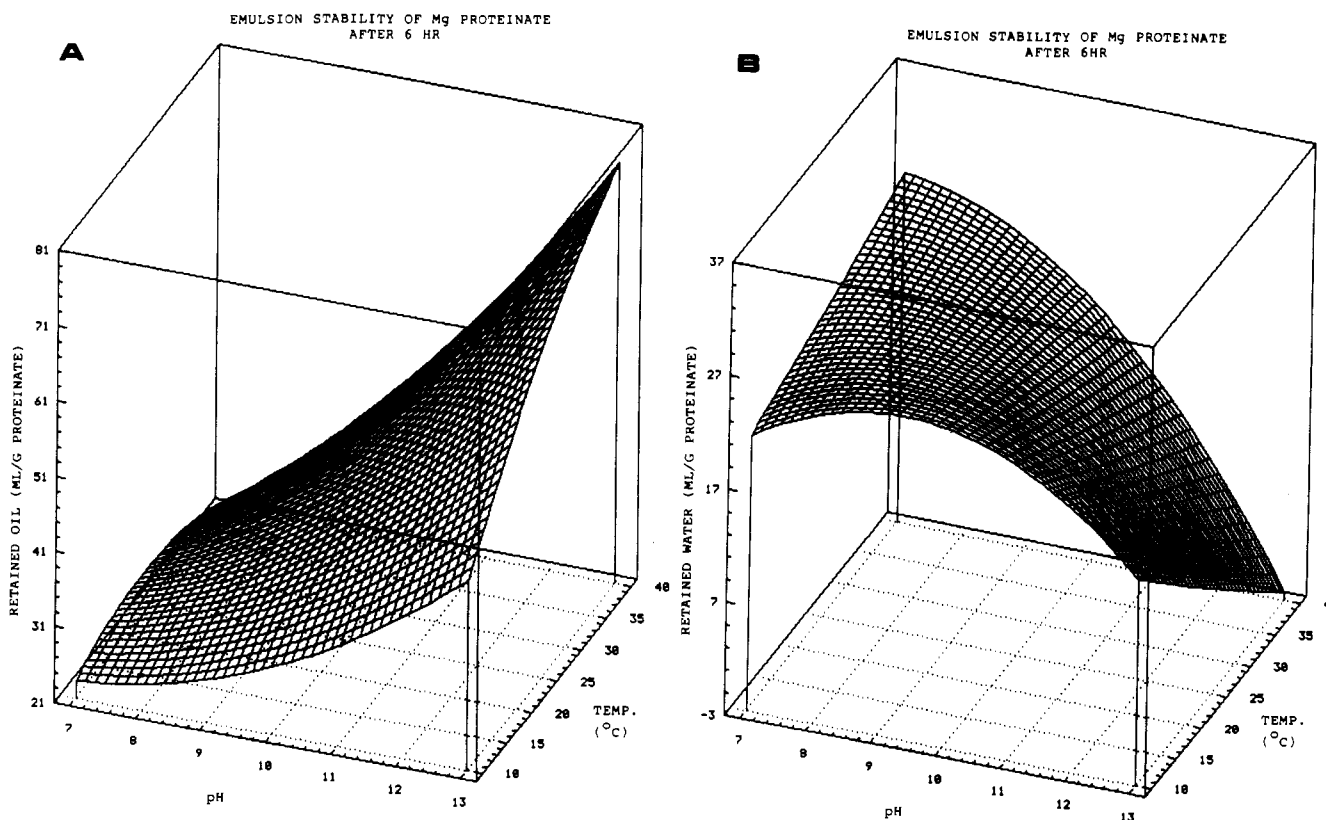 A
EMULSION STABILITY OF Mg PROTEINATE
AFTER 6 HR
RETAINED OIL (ML/G PROTEINATE)
81
71
61
51
41
31
21
7
8
9
10
11
12
13
pH
10
15
20
25
30
35
40
TEMP.
(°C)
B
EMULSION STABILITY OF Mg PROTEINATE
AFTER 6HR
RETAINED WATER (ML/G PROTEINATE)
37
27
17
7
-3
7
8
9
10
11
12
13
pH
10
15
20
25
30
35
TEMP.
(°C)